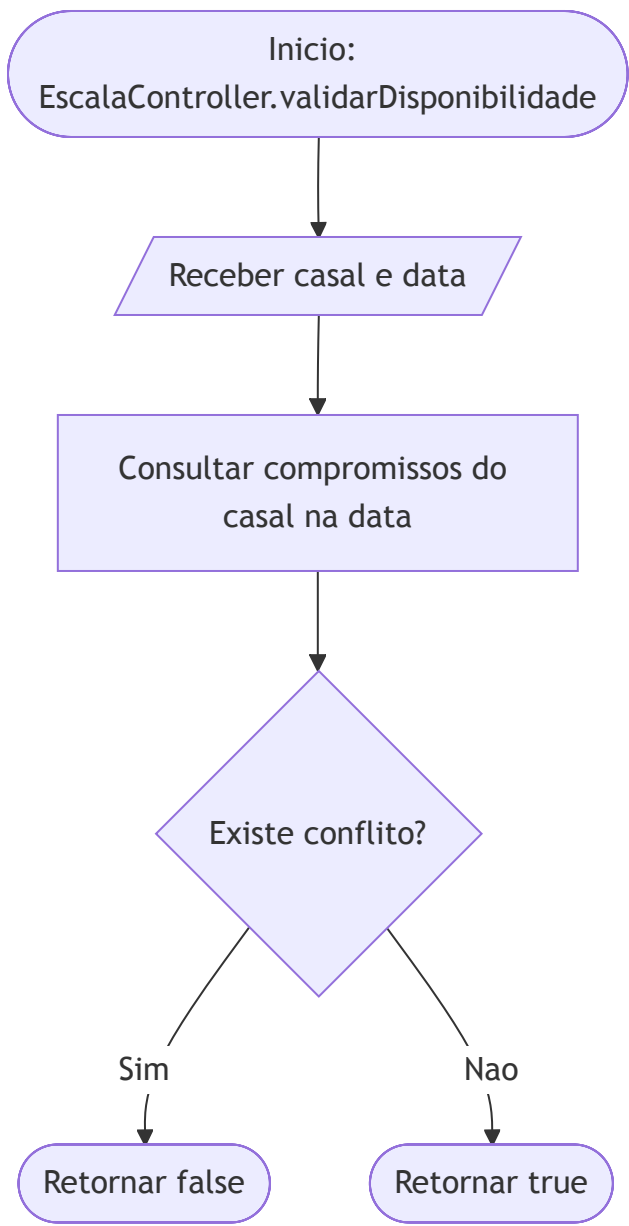 Inicio:
EscalaController.validarDisponibilidade
Receber casal e data
Consultar compromissos do
casal na data
Existe conflito?
Sim
Nao
Retornar false
Retornar true